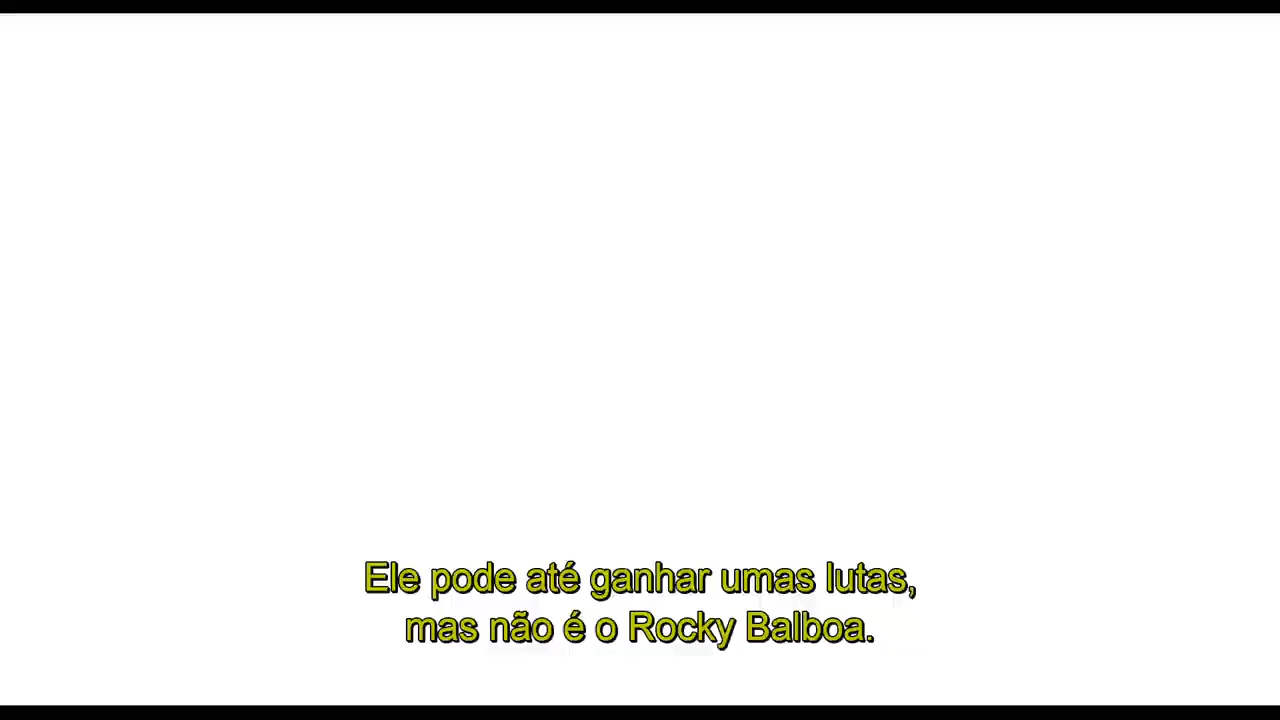 Ele pode até ganhar umas lutas,
mas não é o Rocky Balboa.